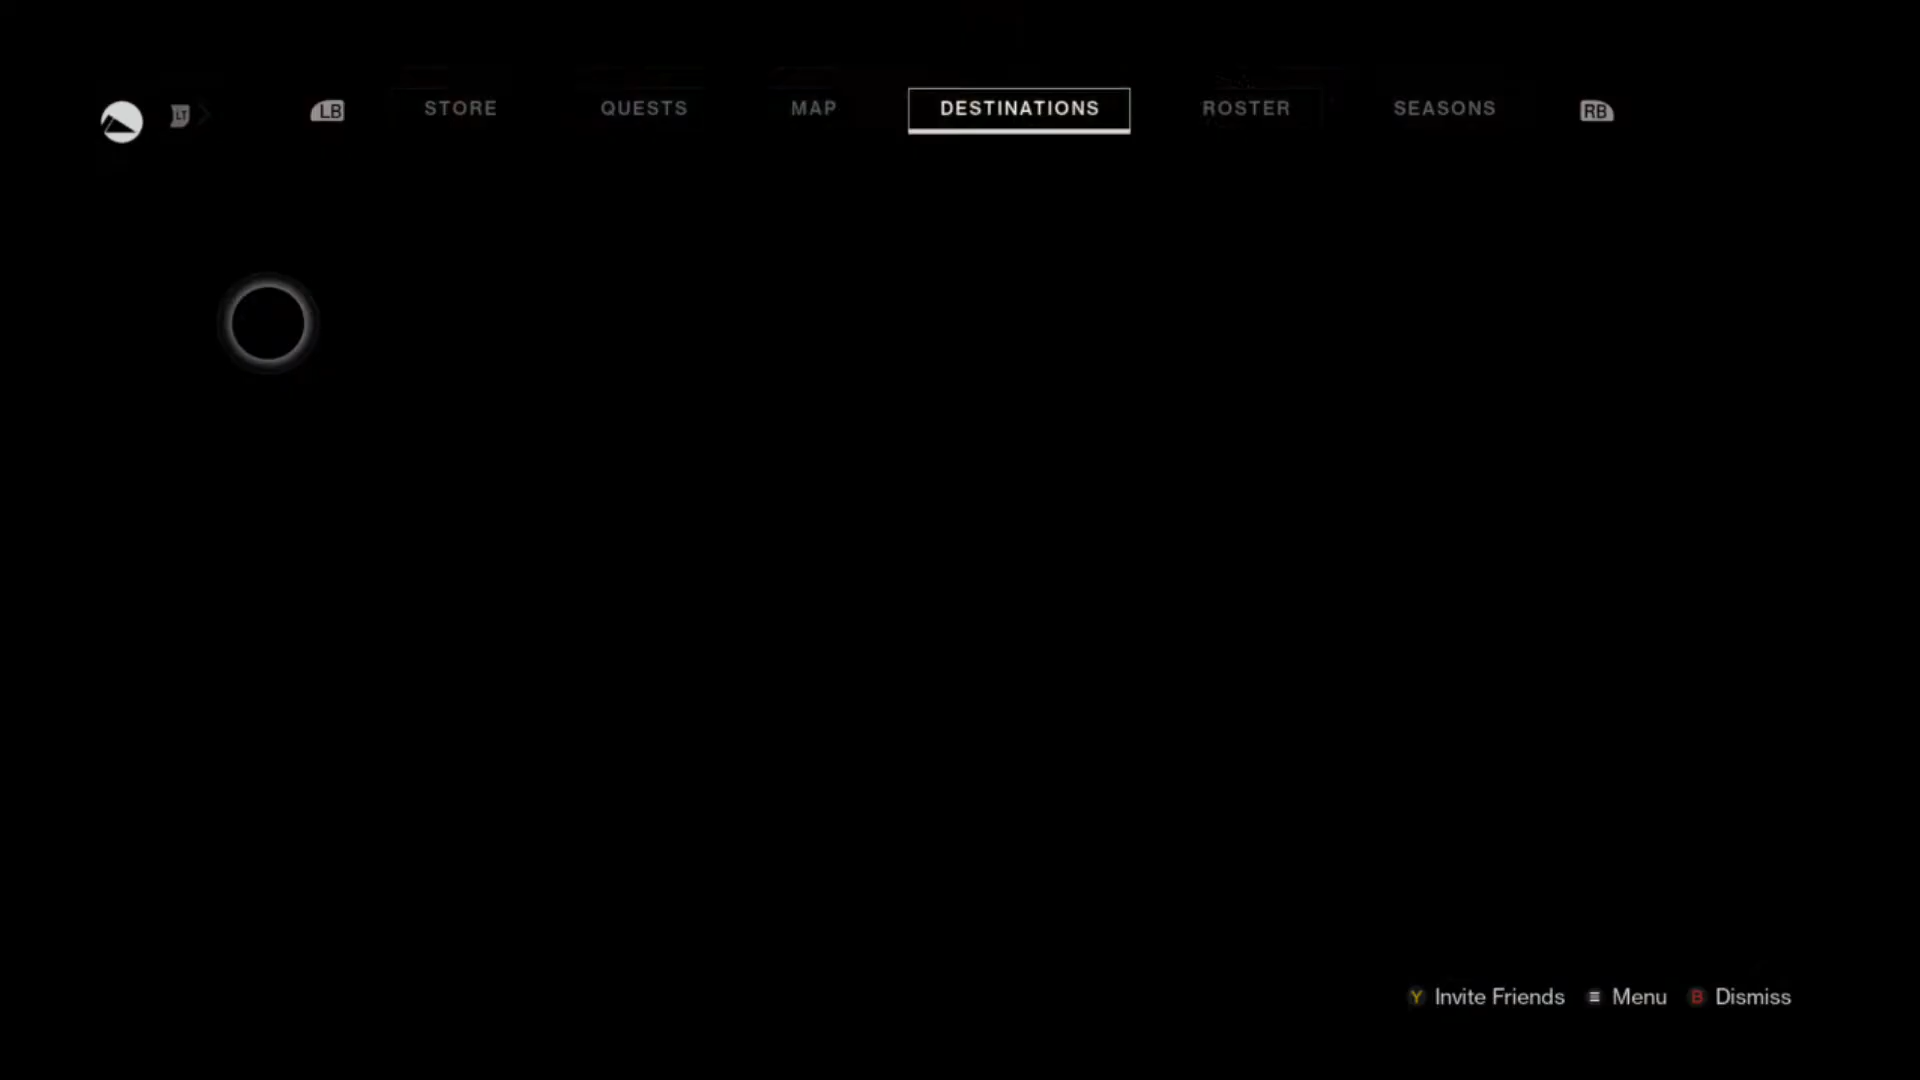 LT LB STORE QUESTS MAP DESTINATIONS ROSTER SEASONS RB
Y Invite Friends Menu B Dismiss